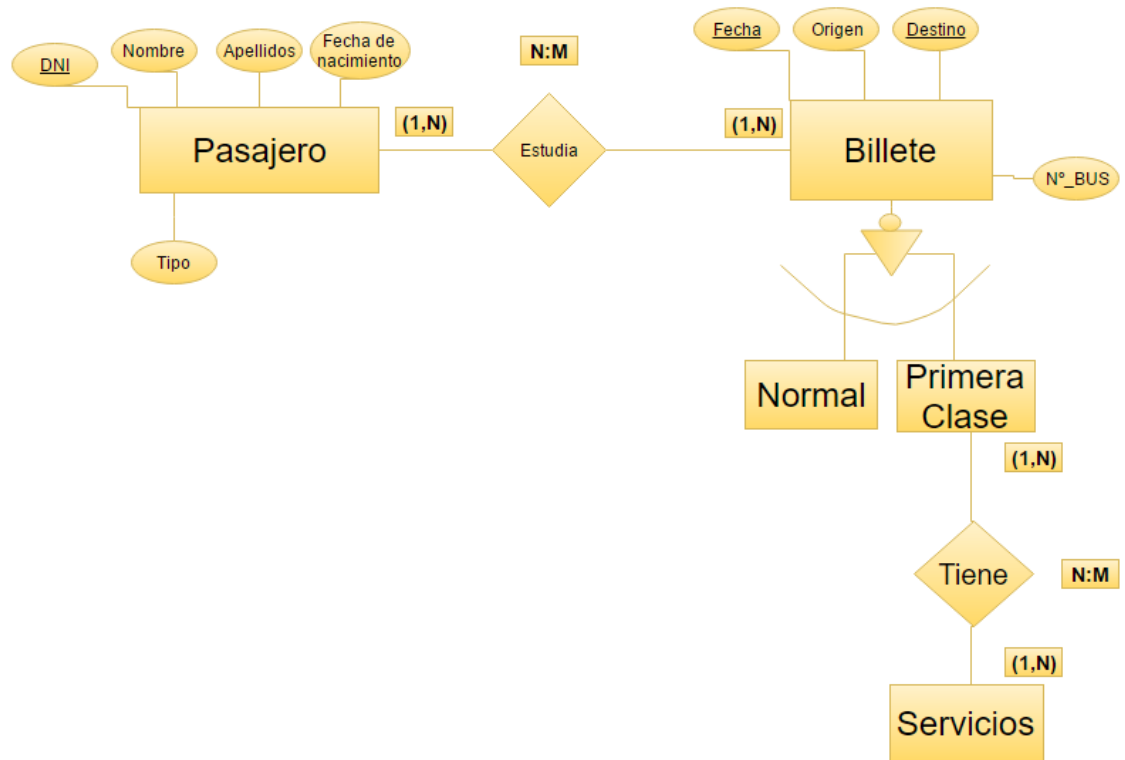 DNI
Nombre
Apellidos
Fecha de
nacimiento
N:M
Fecha
Origen
Destino
Pasajero
(1,N)
Estudia
(1,N)
Billete
Nº_BUS
Tipo
Normal
Primera
Clase
(1,N)
Tiene
N:M
(1,N)
Servicios